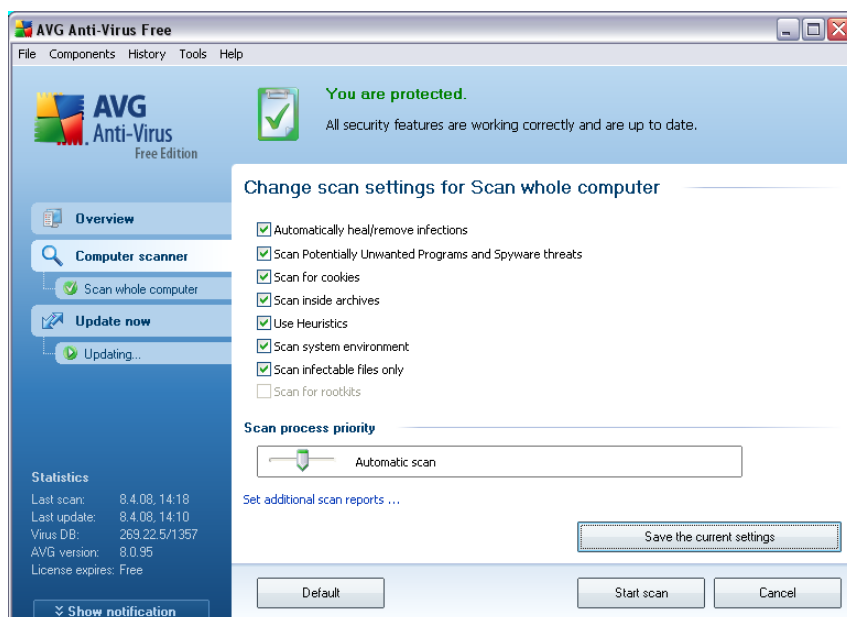 AVG Anti-Virus Free
File Components History Tools Help
AVG
Anti-Virus
Free Edition
You are protected.
All security features are working correctly and are up to date.
Change scan settings for Scan whole computer
Overview
Computer scanner
Scan whole computer
Update now
Updating...
Automatically heal/remove infections
Scan Potentially Unwanted Programs and Spyware threats
Scan for cookies
Scan inside archives
Use Heuristics
Scan system environment
Scan infectable files only
Scan for rootkits
Scan process priority
Automatic scan
Set additional scan reports ...
Save the current settings
Statistics
Last scan: 8.4.08, 14:18
Last update: 8.4.08, 14:10
Virus DB: 269.22.5/1357
AVG version: 8.0.95
License expires: Free
Show notification
Default Start scan Cancel